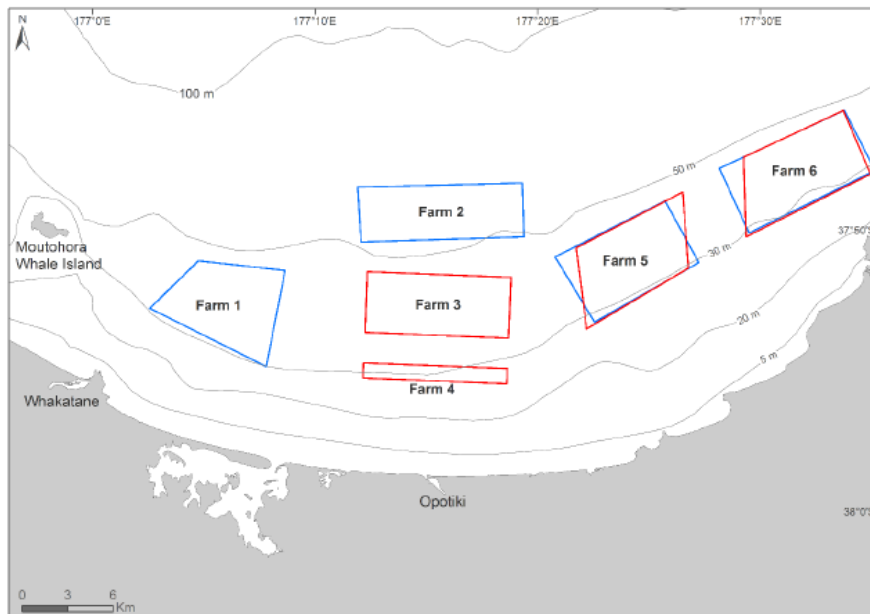 177°0'E
177°10'E
177°20'E
177°30'E
N
100 m
50 m
Farm 6
Farm 2
37°50'S
Moutohora
Whale Island
30 m
Farm 5
Farm 1
Farm 3
20 m
5 m
Farm 4
Whakatane
Opotiki
38°0'S
0 3 6
Km